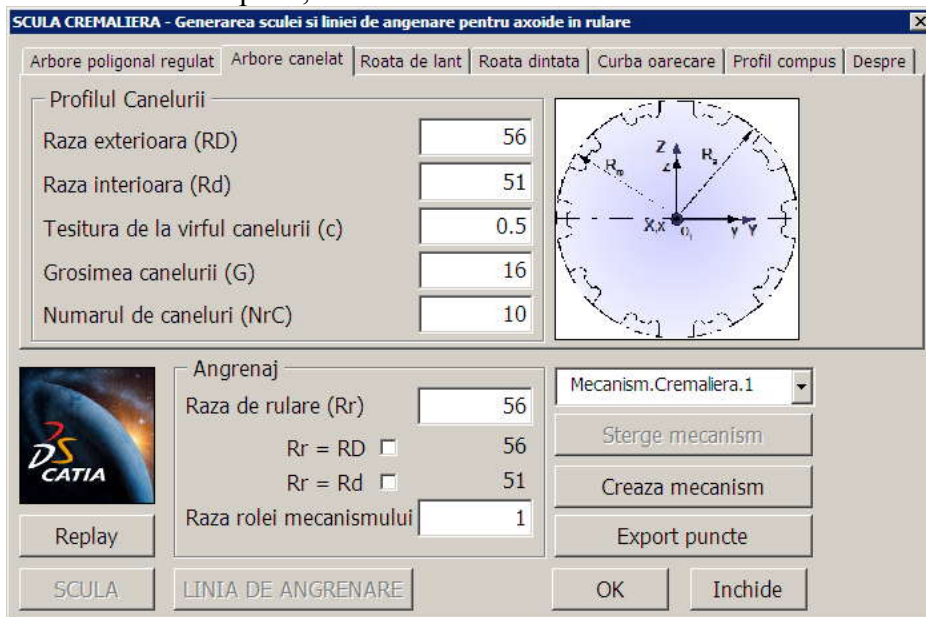 SCULA CREMALIERA - Generarea sculei si liniei de angenare pentru axoide in rulare
Arbore poligonal regulat Arbore canelat Roata de lant Roata dintata Curba oarecare Profil compus Despre
Profilul Canelurii
Raza exterioara (RD) 56
Raza interioara (Rd) 51
Tesitura de la virful canelurii (c) 0.5
Grosimea canelurii (G) 16
Numarul de caneluri (NrC) 10
Z
z
X,x
y Y
Angrenaj
Raza de rulare (Rr) 56
Rr = RD 56
Rr = Rd 51
Raza rolei mecanismului 1
Mecanism.Cremaliera.1
Sterge mecanism
Creaza mecanism
Export puncte
DS
CATIA
Replay
SCULA
LINIA DE ANGRENARE
OK
Inchide